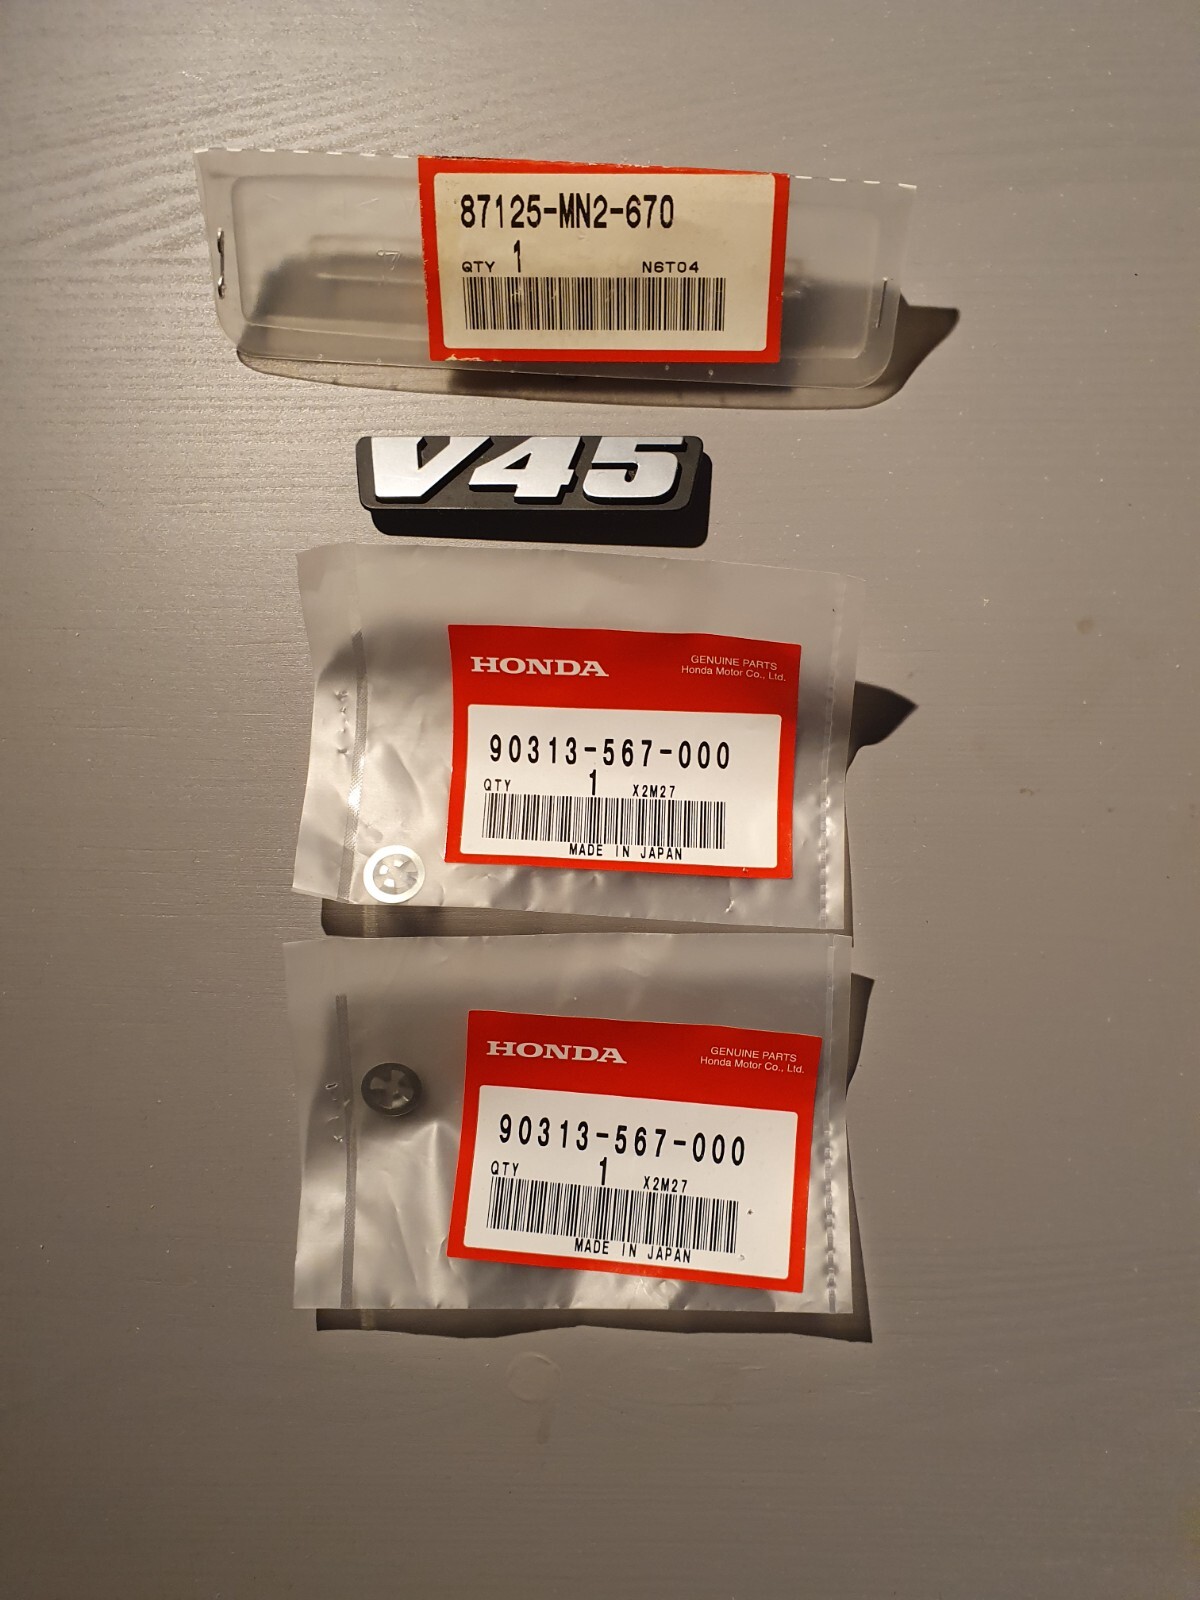 87125-MN2-670
QTY 1 N6T04
V45
HONDA GENUINE PARTS
Honda Motor Co., Ltd.
90313-567-000
QTY 1 X2M27
MADE IN JAPAN
HONDA GENUINE PARTS
Honda Motor Co., Ltd.
90313-567-000
QTY 1 X2M27
MADE IN JAPAN